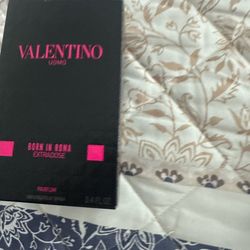 VALENTINO
UOMO
BORN IN ROMA
EXTRADOSE
PARFUM
3.4 FL.OZ